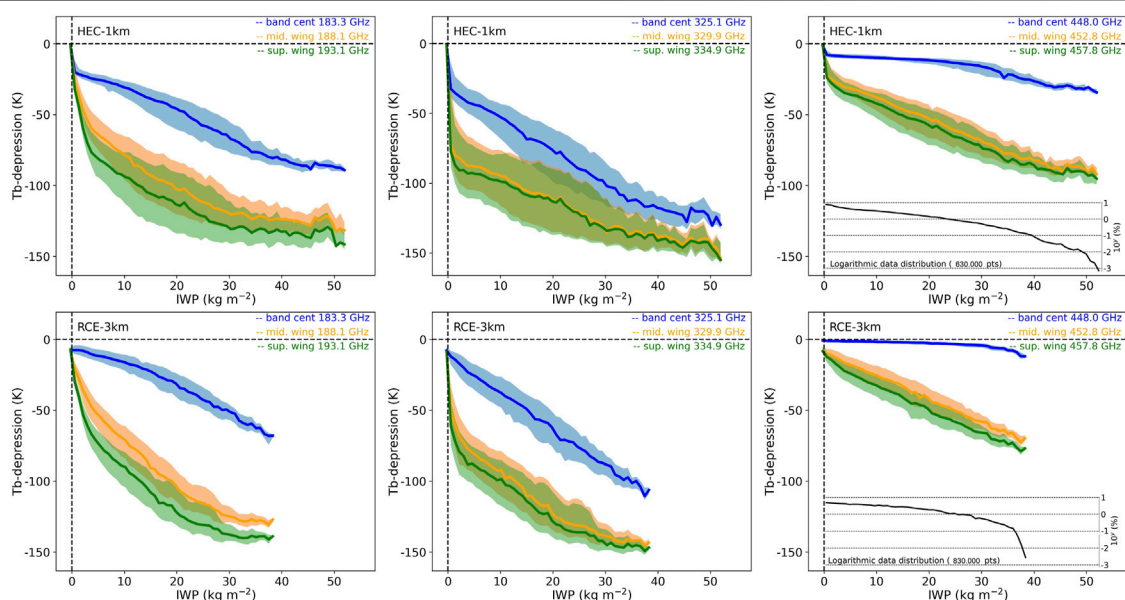 HEC-1km
-- band cent 183.3 GHz
-- mid. wing 188.1 GHz
-- sup. wing 193.1 GHz
Tb-depression (K)
0
-50
-100
-150
0 10 20 30 40 50
IWP (kg m⁻²)
HEC-1km
-- band cent 325.1 GHz
-- mid. wing 329.9 GHz
-- sup. wing 334.9 GHz
Tb-depression (K)
0
-50
-100
-150
0 10 20 30 40 50
IWP (kg m⁻²)
HEC-1km
-- band cent 448.0 GHz
-- mid. wing 452.8 GHz
-- sup. wing 457.8 GHz
Tb-depression (K)
0
-50
-100
-150
1
0
-1
-2
-3
10ʸ (%)
Logarithmic data distribution ( 630.000 pts)
0 10 20 30 40 50
IWP (kg m⁻²)
RCE-3km
-- band cent 183.3 GHz
-- mid. wing 188.1 GHz
-- sup. wing 193.1 GHz
Tb-depression (K)
0
-50
-100
-150
0 10 20 30 40 50
IWP (kg m⁻²)
RCE-3km
-- band cent 325.1 GHz
-- mid. wing 329.9 GHz
-- sup. wing 334.9 GHz
Tb-depression (K)
0
-50
-100
-150
0 10 20 30 40 50
IWP (kg m⁻²)
RCE-3km
-- band cent 448.0 GHz
-- mid. wing 452.8 GHz
-- sup. wing 457.8 GHz
Tb-depression (K)
0
-50
-100
-150
1
0
-1
-2
-3
10ʸ (%)
Logarithmic data distribution ( 830.000 pts)
0 10 20 30 40 50
IWP (kg m⁻²)